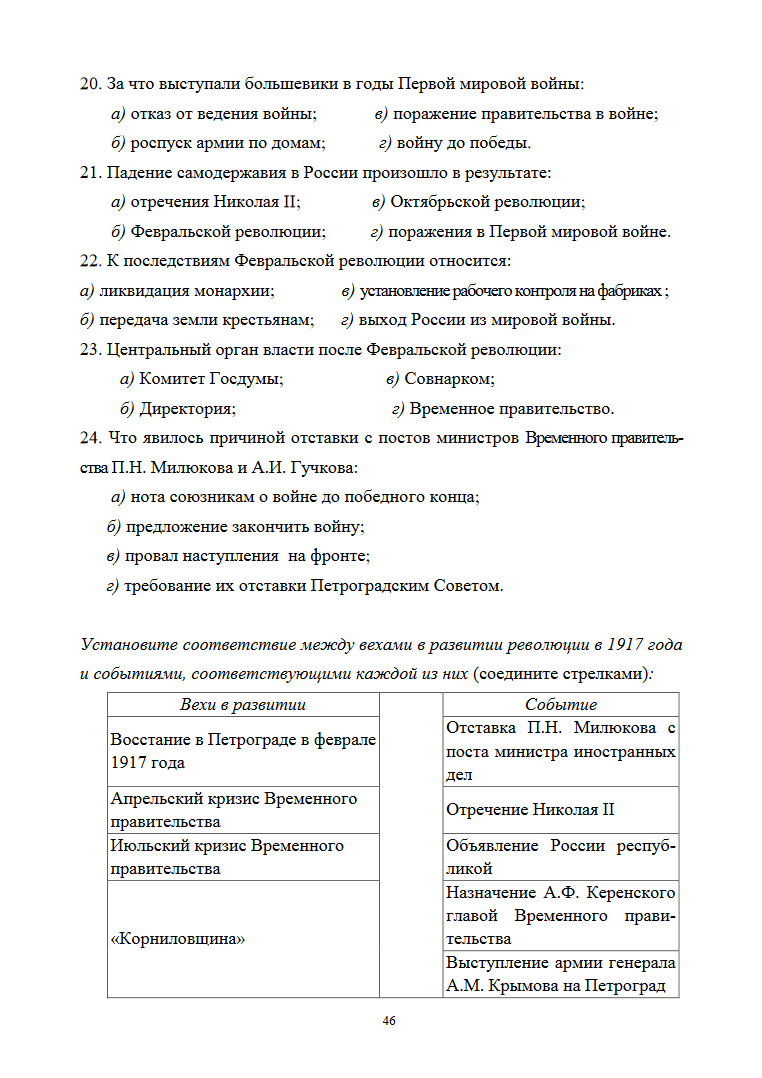 20. За что выступали большевики в годы Первой мировой войны:
а) отказ от ведения войны; в) поражение правительства в войне;
б) роспуск армии по домам; г) войну до победы.
21. Падение самодержавия в России произошло в результате:
а) отречения Николая II; в) Октябрьской революции;
б) Февральской революции; г) поражения в Первой мировой войне.
22. К последствиям Февральской революции относится:
а) ликвидация монархии; в) установление рабочего контроля на фабриках ;
б) передача земли крестьянам; г) выход России из мировой войны.
23. Центральный орган власти после Февральской революции:
а) Комитет Госдумы; в) Совнарком;
б) Директория; г) Временное правительство.
24. Что явилось причиной отставки с постов министров Временного правитель-
ства П.Н. Милюкова и А.И. Гучкова:
а) нота союзникам о войне до победного конца;
б) предложение закончить войну;
в) провал наступления на фронте;
г) требование их отставки Петроградским Советом.
Установите соответствие между вехами в развитии революции в 1917 года
и событиями, соответствующими каждой из них (соедините стрелками):
Вехи в развитии
Событие
Восстание в Петрограде в феврале
1917 года
Отставка П.Н. Милюкова с
поста министра иностранных
дел
Апрельский кризис Временного
правительства
Отречение Николая II
Июльский кризис Временного
правительства
Объявление России респуб-
ликой
«Корниловщина»
Назначение А.Ф. Керенского
главой Временного прави-
тельства
Выступление армии генерала
А.М. Крымова на Петроград
46